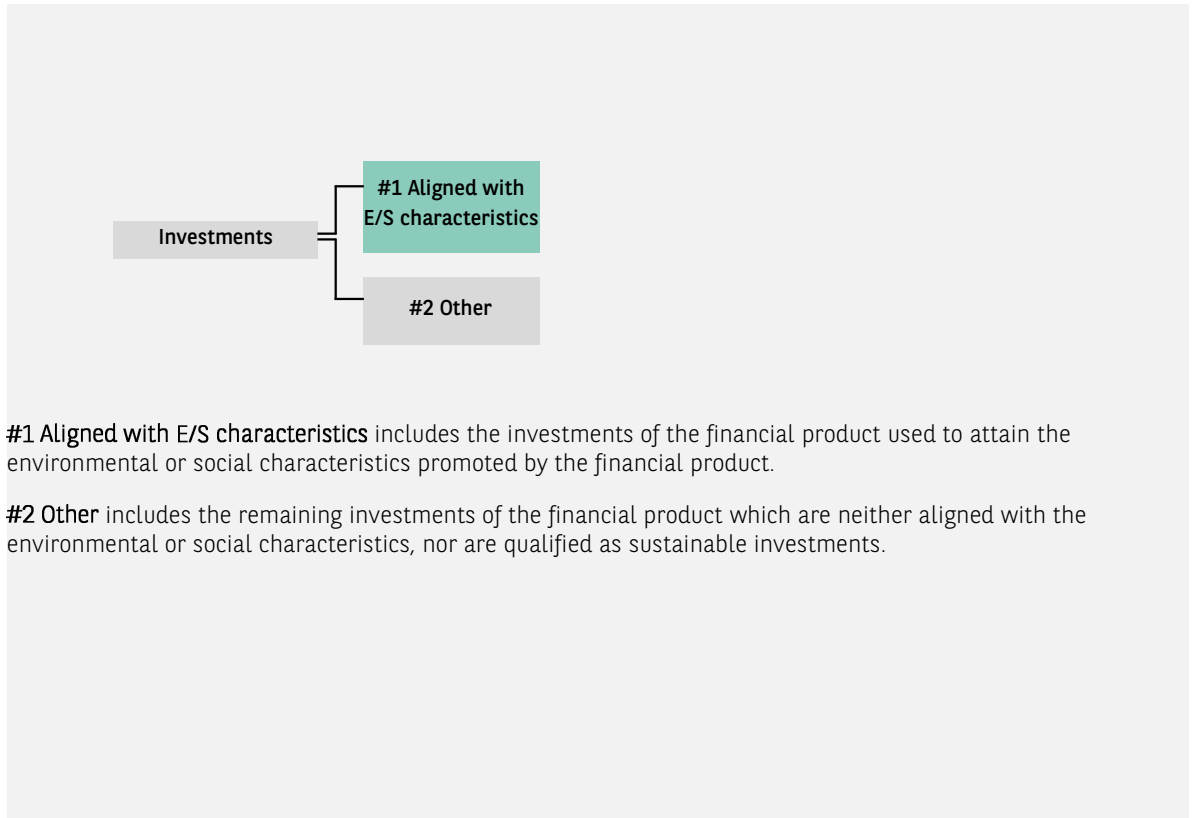 #1 Aligned with
E/S characteristics
Investments
#2 Other
#1 Aligned with E/S characteristics includes the investments of the financial product used to attain the
environmental or social characteristics promoted by the financial product.
#2 Other includes the remaining investments of the financial product which are neither aligned with the
environmental or social characteristics, nor are qualified as sustainable investments.